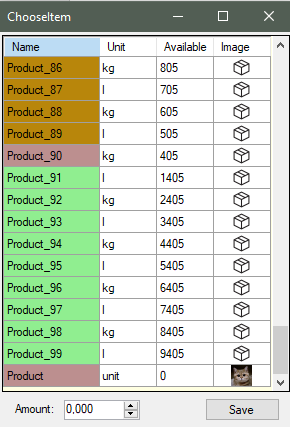 ChooseItem
Name Unit Available Image
Product_86 kg 805
Product_87 l 705
Product_88 kg 605
Product_89 l 505
Product_90 kg 405
Product_91 l 1405
Product_92 kg 2405
Product_93 l 3405
Product_94 kg 4405
Product_95 l 5405
Product_96 kg 6405
Product_97 l 7405
Product_98 kg 8405
Product_99 l 9405
Product unit 0
Amount: 0,000 Save